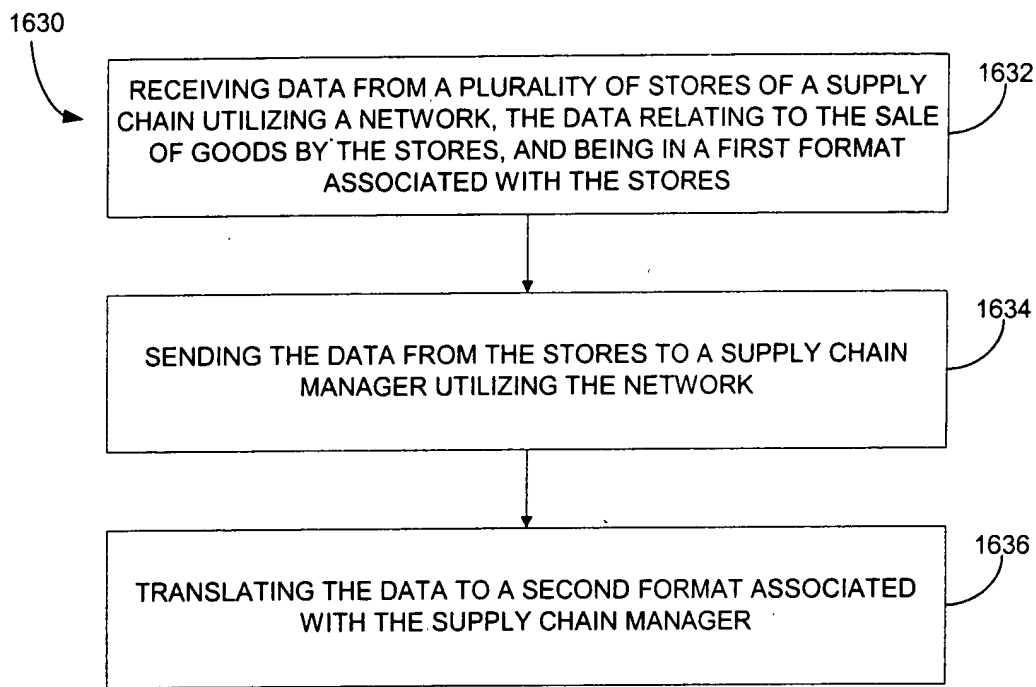 1630
1632
RECEIVING DATA FROM A PLURALITY OF STORES OF A SUPPLY
CHAIN UTILIZING A NETWORK, THE DATA RELATING TO THE SALE
OF GOODS BY THE STORES, AND BEING IN A FIRST FORMAT
ASSOCIATED WITH THE STORES
1634
SENDING THE DATA FROM THE STORES TO A SUPPLY CHAIN
MANAGER UTILIZING THE NETWORK
1636
TRANSLATING THE DATA TO A SECOND FORMAT ASSOCIATED
WITH THE SUPPLY CHAIN MANAGER